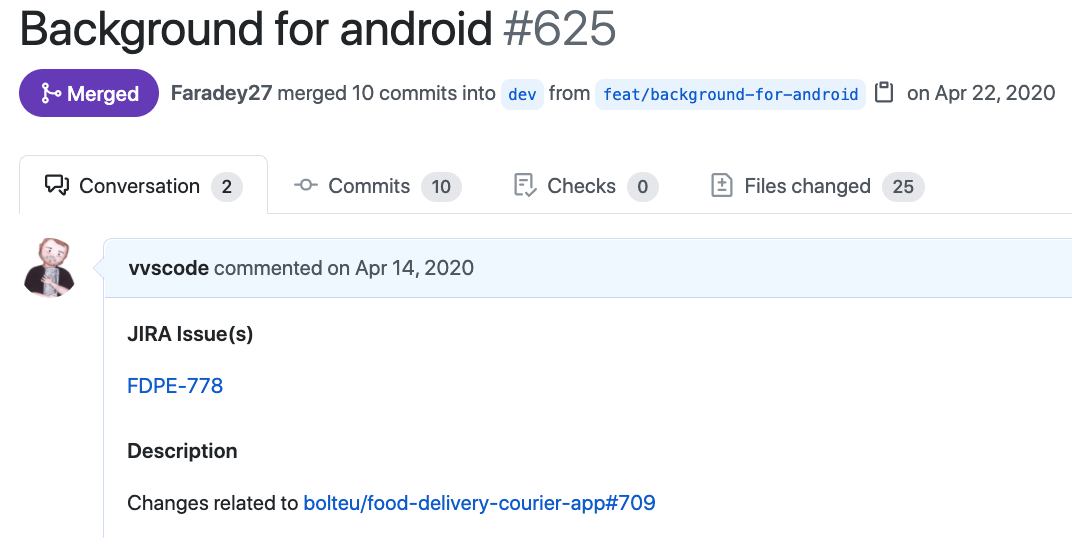 Background for android #625
Merged Faradey27 merged 10 commits into dev from feat/background-for-android on Apr 22, 2020
Conversation 2 Commits 10 Checks 0 Files changed 25
vvscode commented on Apr 14, 2020
JIRA Issue(s)
FDPE-778
Description
Changes related to bolteu/food-delivery-courier-app#709